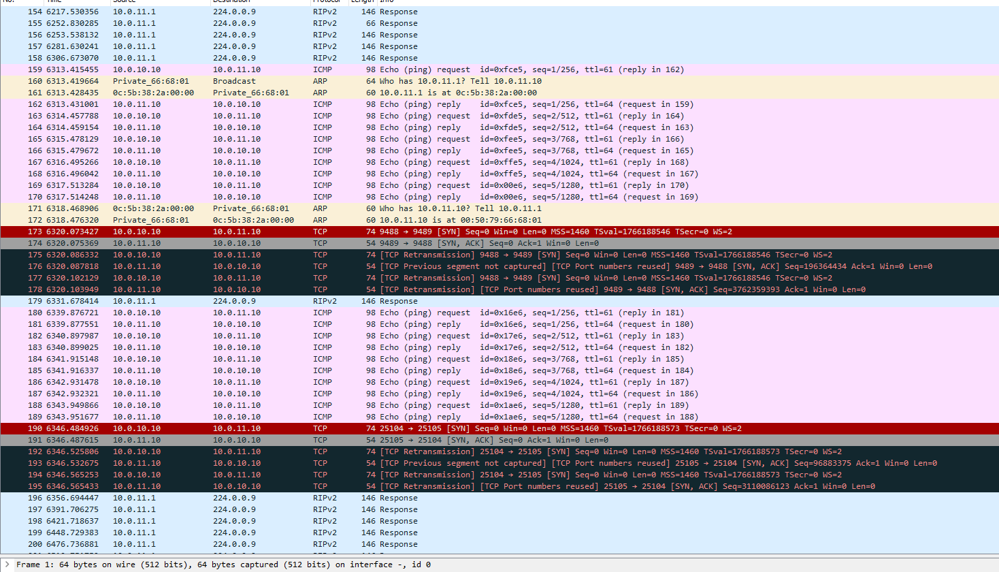 No. Time Source Destination Protocol Length Info
154 6217.530356 10.0.11.1 224.0.0.9 RIPv2 146 Response
155 6252.830285 10.0.11.1 224.0.0.9 RIPv2 66 Response
156 6253.538132 10.0.11.1 224.0.0.9 RIPv2 146 Response
157 6281.630241 10.0.11.1 224.0.0.9 RIPv2 146 Response
158 6306.673070 10.0.11.1 224.0.0.9 RIPv2 146 Response
159 6313.415455 10.0.10.10 10.0.11.10 ICMP 98 Echo (ping) request id=0xfce5, seq=1/256, ttl=61 (reply in 162)
160 6313.419664 Private_66:68:01 Broadcast ARP 64 Who has 10.0.11.1? Tell 10.0.11.10
161 6313.428435 0c:5b:38:2a:00:00 Private_66:68:01 ARP 60 10.0.11.1 is at 0c:5b:38:2a:00:00
162 6313.431001 10.0.11.10 10.0.10.10 ICMP 98 Echo (ping) reply id=0xfce5, seq=1/256, ttl=64 (request in 159)
163 6314.457788 10.0.10.10 10.0.11.10 ICMP 98 Echo (ping) request id=0xfde5, seq=2/512, ttl=61 (reply in 164)
164 6314.459154 10.0.11.10 10.0.10.10 ICMP 98 Echo (ping) reply id=0xfde5, seq=2/512, ttl=64 (request in 163)
165 6315.478129 10.0.10.10 10.0.11.10 ICMP 98 Echo (ping) request id=0xfee5, seq=3/768, ttl=61 (reply in 166)
166 6315.479672 10.0.11.10 10.0.10.10 ICMP 98 Echo (ping) reply id=0xfee5, seq=3/768, ttl=64 (request in 165)
167 6316.495266 10.0.10.10 10.0.11.10 ICMP 98 Echo (ping) request id=0xffe5, seq=4/1024, ttl=61 (reply in 168)
168 6316.496042 10.0.11.10 10.0.10.10 ICMP 98 Echo (ping) reply id=0xffe5, seq=4/1024, ttl=64 (request in 167)
169 6317.513284 10.0.10.10 10.0.11.10 ICMP 98 Echo (ping) request id=0x00e6, seq=5/1280, ttl=61 (reply in 170)
170 6317.514248 10.0.11.10 10.0.10.10 ICMP 98 Echo (ping) reply id=0x00e6, seq=5/1280, ttl=64 (request in 169)
171 6318.468906 0c:5b:38:2a:00:00 Private_66:68:01 ARP 60 Who has 10.0.11.10? Tell 10.0.11.1
172 6318.476320 Private_66:68:01 0c:5b:38:2a:00:00 ARP 60 10.0.11.10 is at 00:50:79:66:68:01
173 6320.073427 10.0.10.10 10.0.11.10 TCP 74 9488 → 9489 [SYN] Seq=0 Win=0 Len=0 MSS=1460 TSval=1766188546 TSecr=0 WS=2
174 6320.075369 10.0.11.10 10.0.10.10 TCP 54 9489 → 9488 [SYN, ACK] Seq=0 Ack=1 Win=0 Len=0
175 6320.086332 10.0.10.10 10.0.11.10 TCP 74 [TCP Retransmission] 9488 → 9489 [SYN] Seq=0 Win=0 Len=0 MSS=1460 TSval=1766188546 TSecr=0 WS=2
176 6320.087818 10.0.11.10 10.0.10.10 TCP 54 [TCP Previous segment not captured] [TCP Port numbers reused] 9489 → 9488 [SYN, ACK] Seq=196364434 Ack=1 Win=0 Len=0
177 6320.102129 10.0.10.10 10.0.11.10 TCP 74 [TCP Retransmission] 9488 → 9489 [SYN] Seq=0 Win=0 Len=0 MSS=1460 TSval=1766188546 TSecr=0 WS=2
178 6320.103949 10.0.11.10 10.0.10.10 TCP 54 [TCP Retransmission] [TCP Port numbers reused] 9489 → 9488 [SYN, ACK] Seq=3762359393 Ack=1 Win=0 Len=0
179 6331.678414 10.0.11.1 224.0.0.9 RIPv2 146 Response
180 6339.876721 10.0.10.10 10.0.11.10 ICMP 98 Echo (ping) request id=0x16e6, seq=1/256, ttl=61 (reply in 181)
181 6339.877551 10.0.11.10 10.0.10.10 ICMP 98 Echo (ping) reply id=0x16e6, seq=1/256, ttl=64 (request in 180)
182 6340.897987 10.0.10.10 10.0.11.10 ICMP 98 Echo (ping) request id=0x17e6, seq=2/512, ttl=61 (reply in 183)
183 6340.899025 10.0.11.10 10.0.10.10 ICMP 98 Echo (ping) reply id=0x17e6, seq=2/512, ttl=64 (request in 182)
184 6341.915148 10.0.10.10 10.0.11.10 ICMP 98 Echo (ping) request id=0x18e6, seq=3/768, ttl=61 (reply in 185)
185 6341.916337 10.0.11.10 10.0.10.10 ICMP 98 Echo (ping) reply id=0x18e6, seq=3/768, ttl=64 (request in 184)
186 6342.931478 10.0.10.10 10.0.11.10 ICMP 98 Echo (ping) request id=0x19e6, seq=4/1024, ttl=61 (reply in 187)
187 6342.932321 10.0.11.10 10.0.10.10 ICMP 98 Echo (ping) reply id=0x19e6, seq=4/1024, ttl=64 (request in 186)
188 6343.949866 10.0.10.10 10.0.11.10 ICMP 98 Echo (ping) request id=0x1ae6, seq=5/1280, ttl=61 (reply in 189)
189 6343.951677 10.0.11.10 10.0.10.10 ICMP 98 Echo (ping) reply id=0x1ae6, seq=5/1280, ttl=64 (request in 188)
190 6346.484926 10.0.10.10 10.0.11.10 TCP 74 25104 → 25105 [SYN] Seq=0 Win=0 Len=0 MSS=1460 TSval=1766188573 TSecr=0 WS=2
191 6346.487615 10.0.11.10 10.0.10.10 TCP 54 25105 → 25104 [SYN, ACK] Seq=0 Ack=1 Win=0 Len=0
192 6346.525806 10.0.10.10 10.0.11.10 TCP 74 [TCP Retransmission] 25104 → 25105 [SYN] Seq=0 Win=0 Len=0 MSS=1460 TSval=1766188573 TSecr=0 WS=2
193 6346.532675 10.0.11.10 10.0.10.10 TCP 54 [TCP Previous segment not captured] [TCP Port numbers reused] 25105 → 25104 [SYN, ACK] Seq=96883375 Ack=1 Win=0 Len=0
194 6346.565253 10.0.10.10 10.0.11.10 TCP 74 [TCP Retransmission] 25104 → 25105 [SYN] Seq=0 Win=0 Len=0 MSS=1460 TSval=1766188573 TSecr=0 WS=2
195 6346.565433 10.0.11.10 10.0.10.10 TCP 54 [TCP Retransmission] [TCP Port numbers reused] 25105 → 25104 [SYN, ACK] Seq=3110086123 Ack=1 Win=0 Len=0
196 6356.694447 10.0.11.1 224.0.0.9 RIPv2 146 Response
197 6391.706275 10.0.11.1 224.0.0.9 RIPv2 146 Response
198 6421.718637 10.0.11.1 224.0.0.9 RIPv2 146 Response
199 6448.729383 10.0.11.1 224.0.0.9 RIPv2 146 Response
200 6476.736881 10.0.11.1 224.0.0.9 RIPv2 146 Response
Frame 1: 64 bytes on wire (512 bits), 64 bytes captured (512 bits) on interface -, id 0